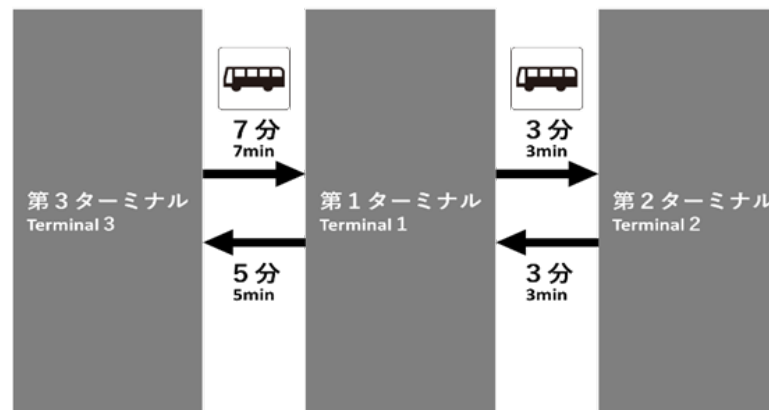 7分
7min
3分
3min
第3ターミナル
Terminal 3
第1ターミナル
Terminal 1
第2ターミナル
Terminal 2
5分
5min
3分
3min